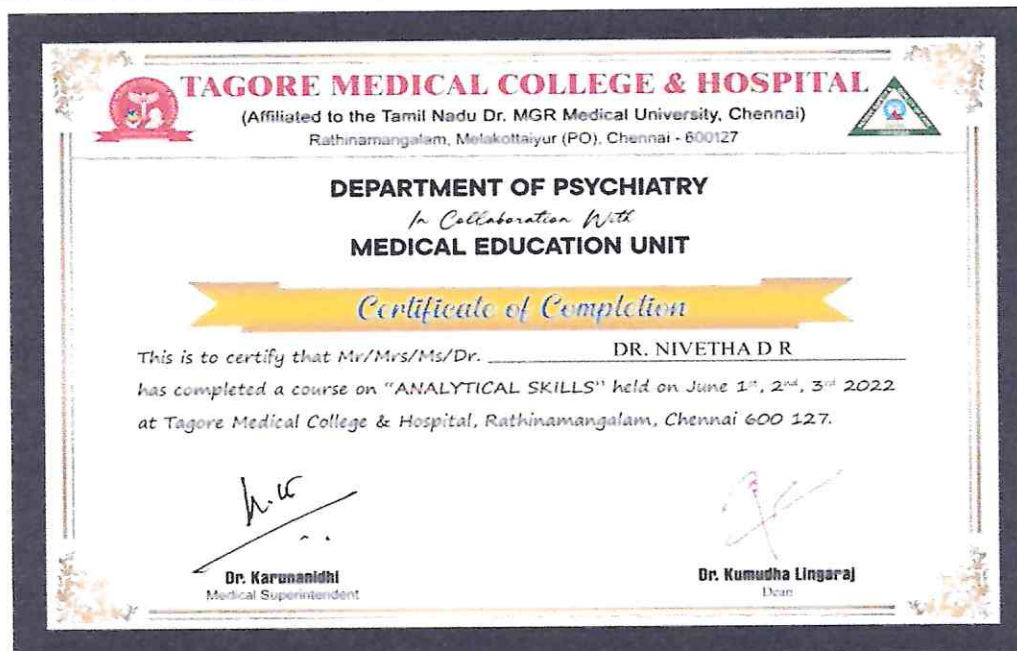 TAGORE MEDICAL COLLEGE & HOSPITAL
(Affiliated to the Tamil Nadu Dr. MGR Medical University, Chennai)
Rathinamangalam, Melakottaiyur (PO), Chennai - 600127
DEPARTMENT OF PSYCHIATRY
In Collaboration With
MEDICAL EDUCATION UNIT
Certificate of Completion
This is to certify that Mr/Mrs/Ms/Dr. DR. NIVETHA D R
has completed a course on "ANALYTICAL SKILLS" held on June 1st, 2nd, 3rd 2022
at Tagore Medical College & Hospital, Rathinamangalam, Chennai 600 127.
Dr. Karunanidhi
Medical Superintendent
Dr. Kumudha Lingaraj
Dean